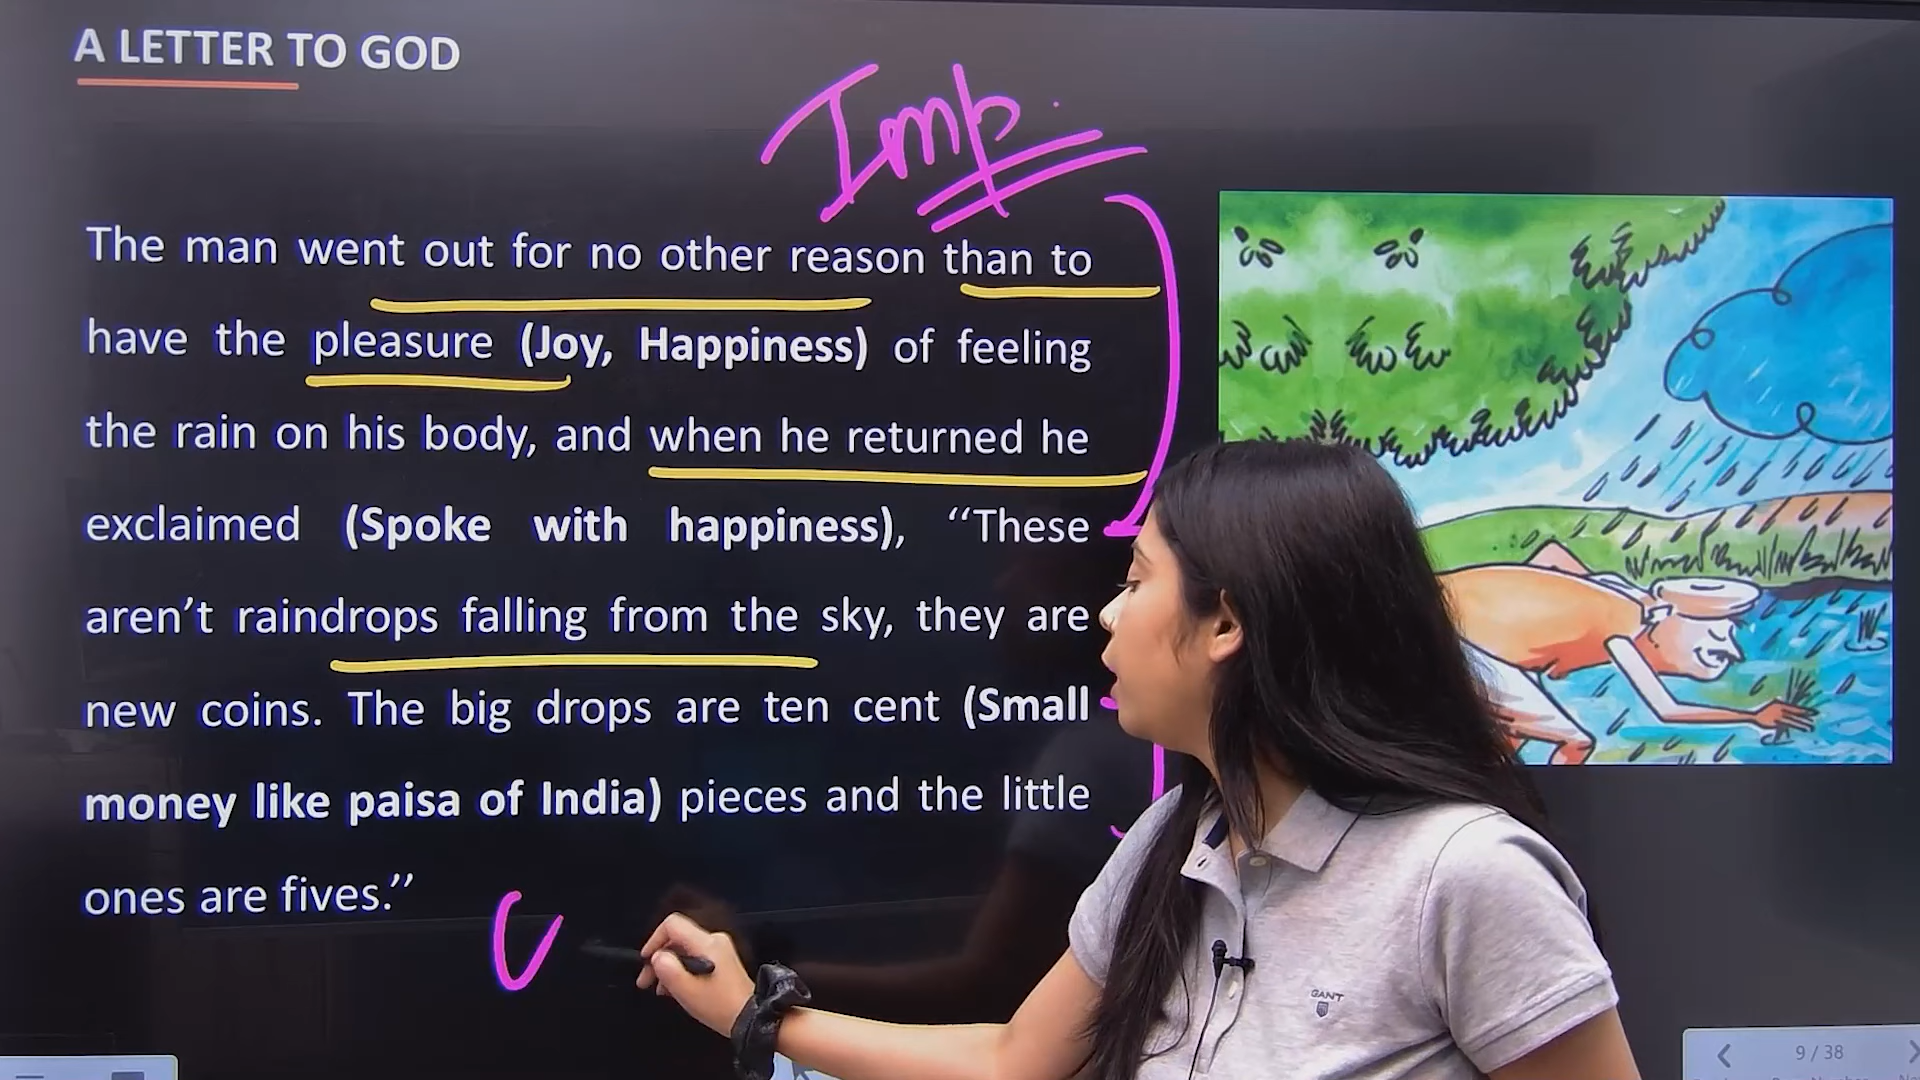 A LETTER TO GOD
Imp.
The man went out for no other reason than to
have the pleasure (Joy, Happiness) of feeling
the rain on his body, and when he returned he
exclaimed (Spoke with happiness), ‘‘These
aren’t raindrops falling from the sky, they are
new coins. The big drops are ten cent (Small
money like paisa of India) pieces and the little
ones are fives.’’
GANT
9 / 38